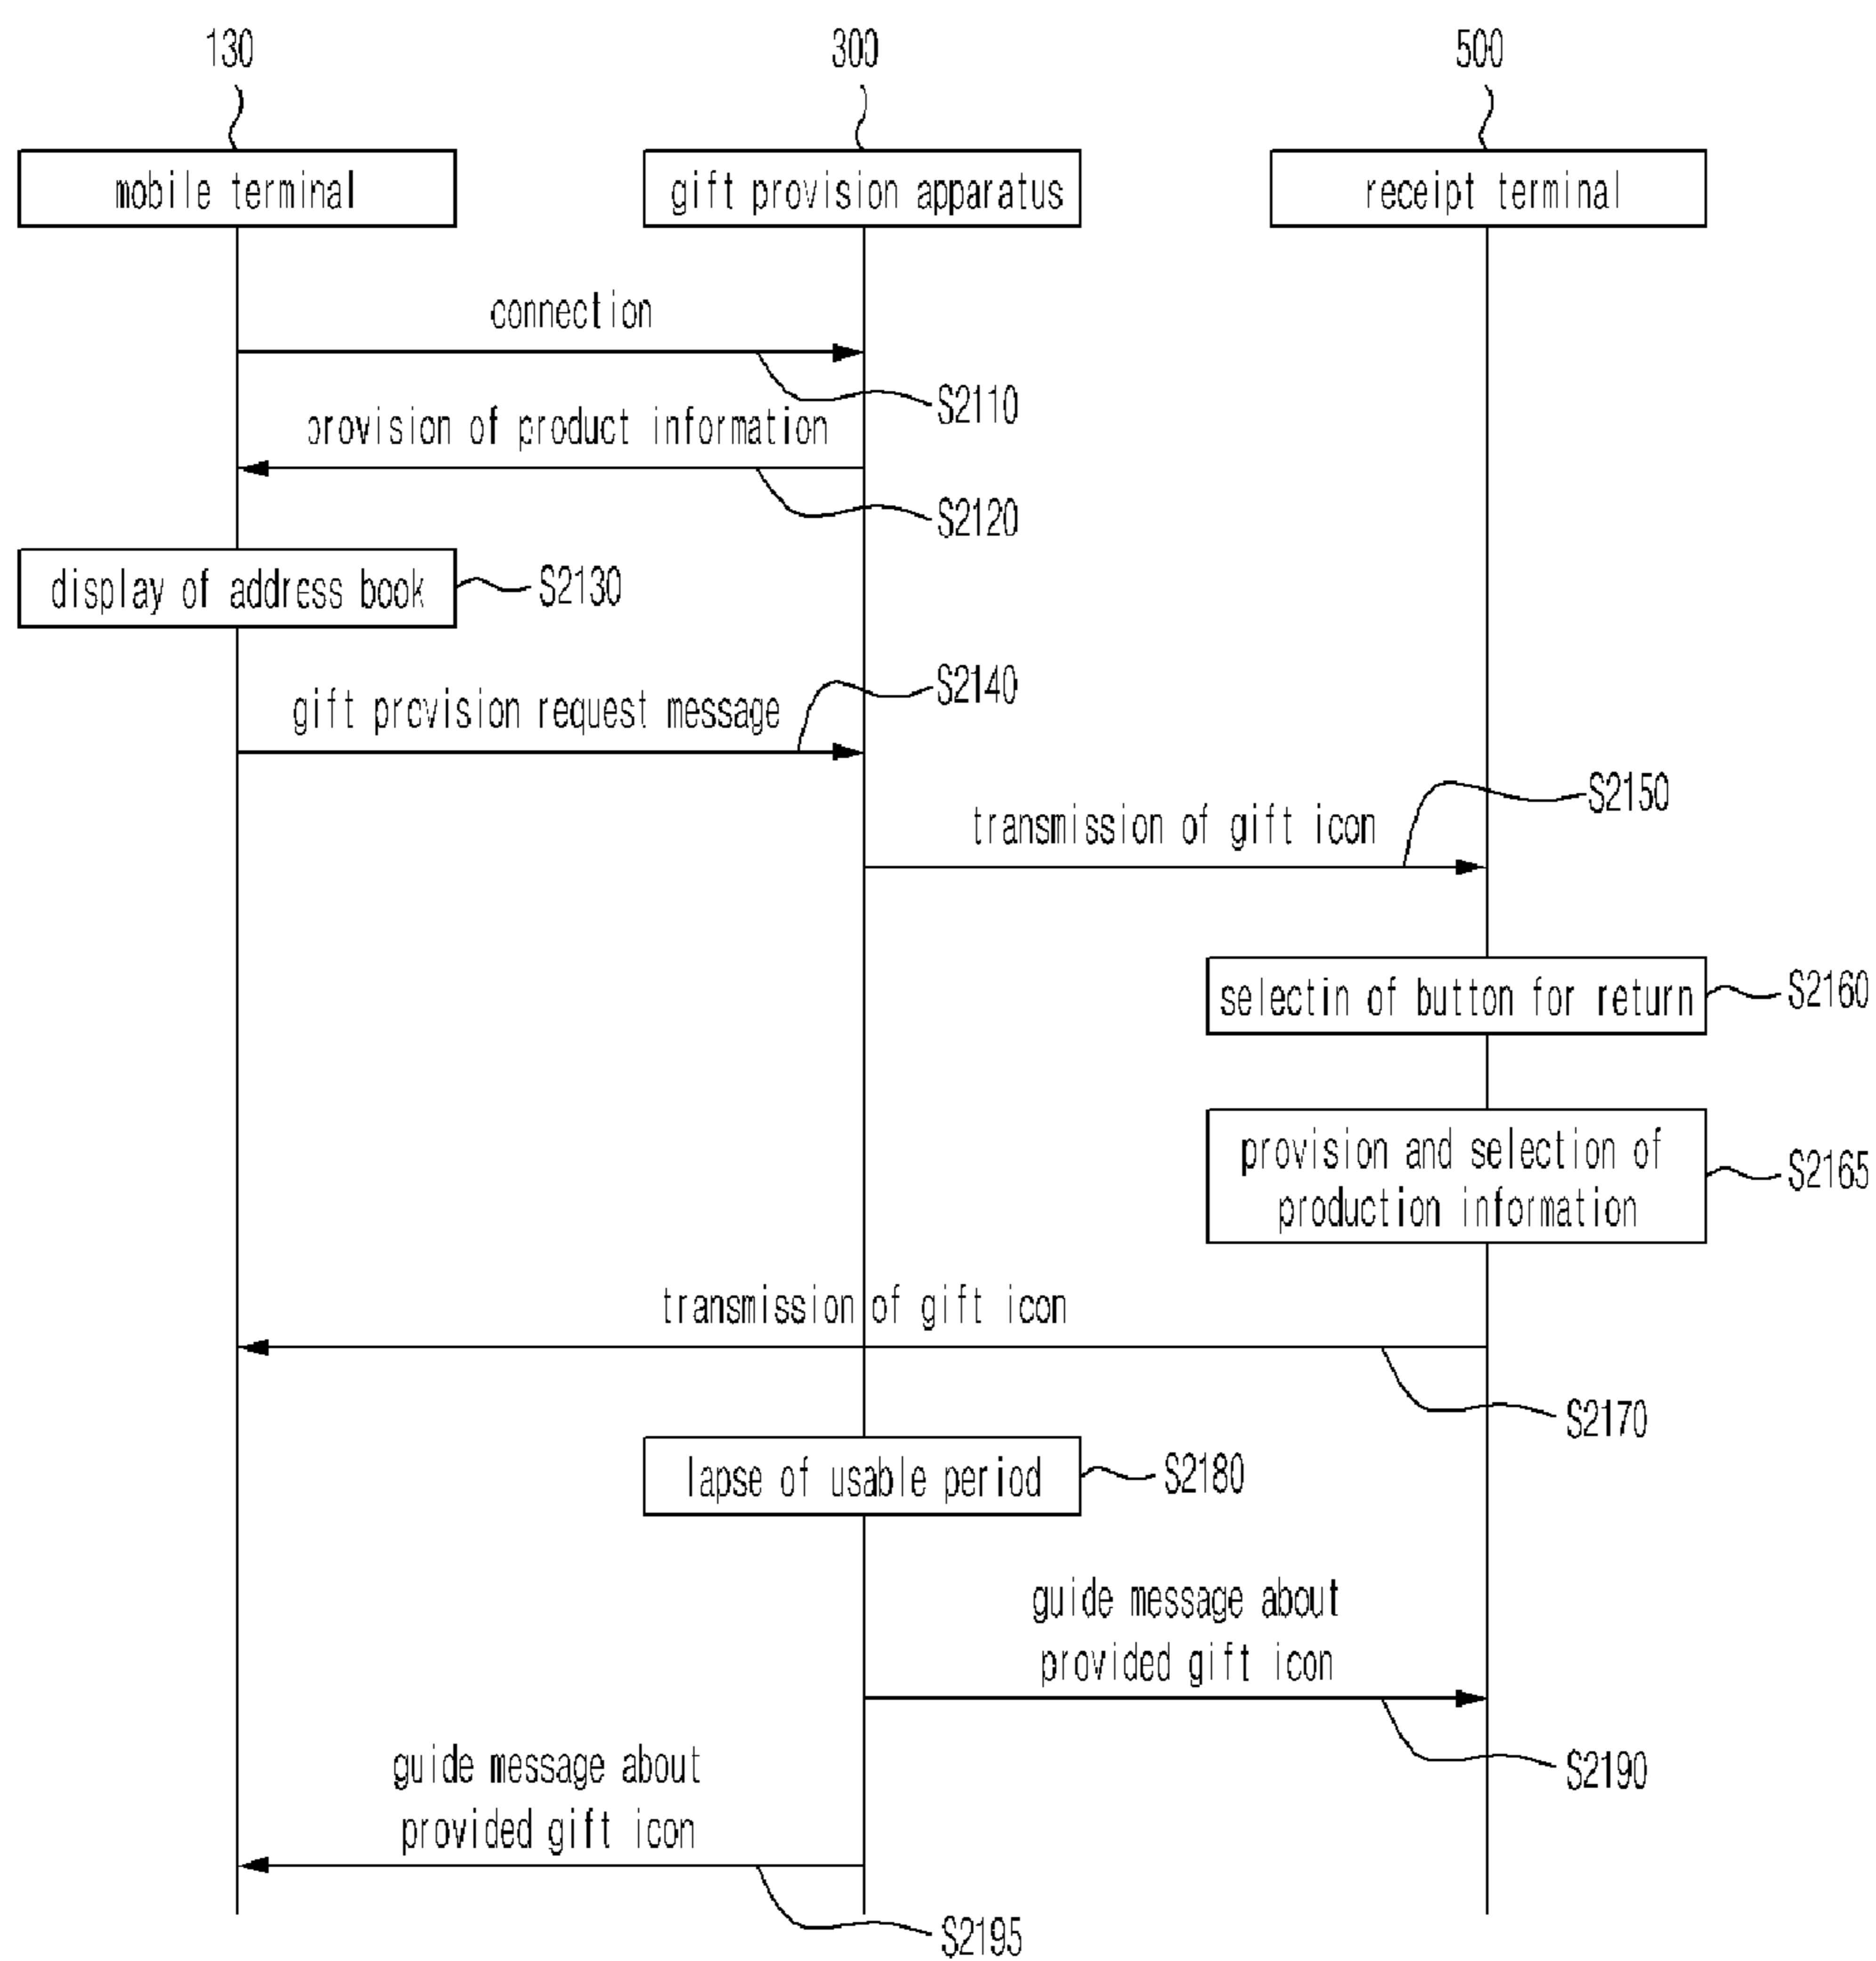 130
300
500
mobile terminal
gift provision apparatus
receipt terminal
connection
S2110
provision of product information
S2120
display of address book
S2130
S2140
gift provision request message
S2150
transmission of gift icon
selectin of button for return
S2160
provision and selection of
production information
S2165
transmission of gift icon
S2170
lapse of usable period
S2180
guide message about
provided gift icon
S2190
guide message about
provided gift icon
S2195